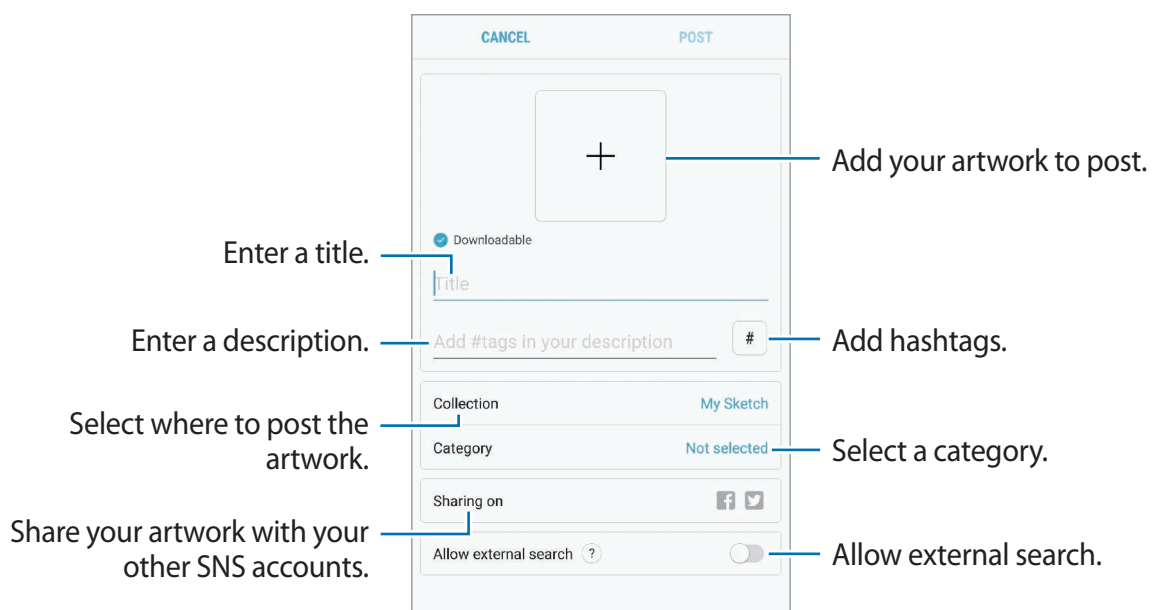 CANCEL
POST
+
Add your artwork to post.
Downloadable
Enter a title.
Title
Enter a description.
Add #tags in your description
#
Add hashtags.
Collection
My Sketch
Select where to post the
artwork.
Category
Not selected
Select a category.
Sharing on
Share your artwork with your
other SNS accounts.
Allow external search ?
Allow external search.